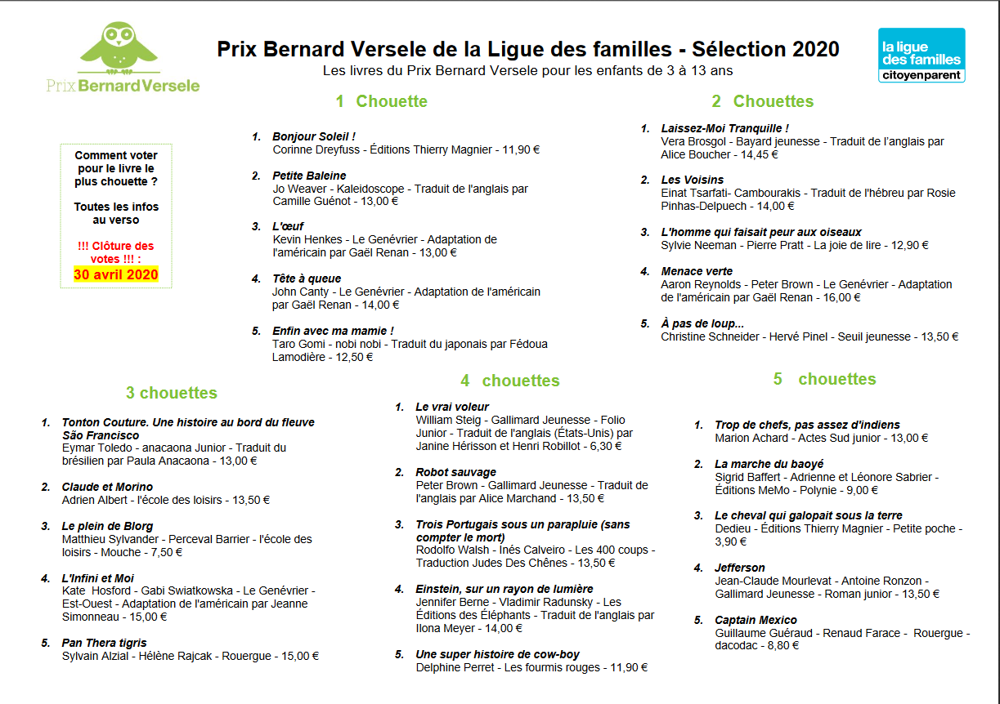 Prix Bernard Versele de la Ligue des familles - Sélection 2020
Les livres du Prix Bernard Versele pour les enfants de 3 à 13 ans
Prix Bernard Versele
la ligue
des familles
citoyenparent
Comment voter
pour le livre le
plus chouette ?
Toutes les infos
au verso
!!! Clôture des
votes !!! :
30 avril 2020
1 Chouette
1. Bonjour Soleil !
Corinne Dreyfuss - Éditions Thierry Magnier - 11,90 €
2. Petite Baleine
Jo Weaver - Kaleidoscope - Traduit de l'anglais par
Camille Guénot - 13,00 €
3. L'œuf
Kevin Henkes - Le Genévrier - Adaptation de
l'américain par Gaël Renan - 13,00 €
4. Tête à queue
John Canty - Le Genévrier - Adaptation de l'américain
par Gaël Renan - 14,00 €
5. Enfin avec ma mamie !
Taro Gomi - nobi nobi - Traduit du japonais par Fédoua
Lamodière - 12,50 €
2 Chouettes
1. Laissez-Moi Tranquille !
Vera Brosgol - Bayard jeunesse - Traduit de l'anglais par
Alice Boucher - 14,45 €
2. Les Voisins
Einat Tsarfati- Cambourakis - Traduit de l'hébreu par Rosie
Pinhas-Delpuech - 14,00 €
3. L'homme qui faisait peur aux oiseaux
Sylvie Neeman - Pierre Pratt - La joie de lire - 12,90 €
4. Menace verte
Aaron Reynolds - Peter Brown - Le Genévrier - Adaptation
de l'américain par Gaël Renan - 16,00 €
5. À pas de loup...
Christine Schneider - Hervé Pinel - Seuil jeunesse - 13,50 €
3 chouettes
1. Tonton Couture. Une histoire au bord du fleuve
São Francisco
Eymar Toledo - anacaona Junior - Traduit du
brésilien par Paula Anacaona - 13,00 €
2. Claude et Morino
Adrien Albert - l'école des loisirs - 13,50 €
3. Le plein de Blorg
Matthieu Sylvander - Perceval Barrier - l'école des
loisirs - Mouche - 7,50 €
4. L'Infini et Moi
Kate Hosford - Gabi Swiatkowska - Le Genévrier -
Est-Ouest - Adaptation de l'américain par Jeanne
Simonneau - 15,00 €
5. Pan Thera tigris
Sylvain Alzial - Hélène Rajcak - Rouergue - 15,00 €
4 chouettes
1. Le vrai voleur
William Steig - Gallimard Jeunesse - Folio
Junior - Traduit de l'anglais (États-Unis) par
Janine Hérisson et Henri Robillot - 6,30 €
2. Robot sauvage
Peter Brown - Gallimard Jeunesse - Traduit de
l'anglais par Alice Marchand - 13,50 €
3. Trois Portugais sous un parapluie (sans
compter le mort)
Rodolfo Walsh - Inés Calveiro - Les 400 coups -
Traduction Judes Des Chênes - 13,50 €
4. Einstein, sur un rayon de lumière
Jennifer Berne - Vladimir Radunsky - Les
Éditions des Éléphants - Traduit de l'anglais par
Ilona Meyer - 14,00 €
5. Une super histoire de cow-boy
Delphine Perret - Les fourmis rouges - 11,90 €
5 chouettes
1. Trop de chefs, pas assez d'indiens
Marion Achard - Actes Sud junior - 13,00 €
2. La marche du baoyé
Sigrid Baffert - Adrienne et Léonore Sabrier -
Éditions MeMo - Polynie - 9,00 €
3. Le cheval qui galopait sous la terre
Dedieu - Éditions Thierry Magnier - Petite poche -
3,90 €
4. Jefferson
Jean-Claude Mourlevat - Antoine Ronzon -
Gallimard Jeunesse - Roman junior - 13,50 €
5. Captain Mexico
Guillaume Guéraud - Renaud Farace - Rouergue -
dacodac - 8,80 €